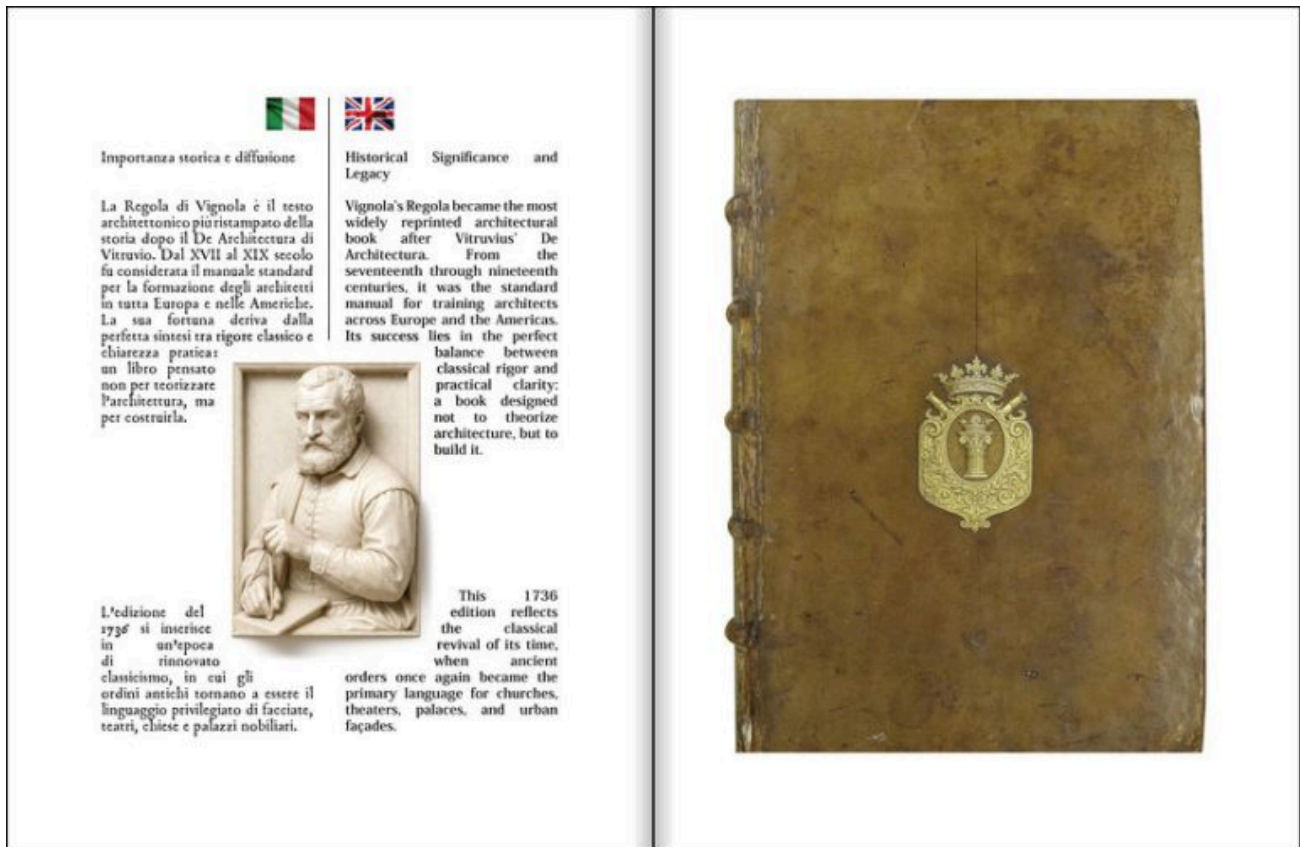 Importanza storica e diffusione
La Regola di Vignola è il testo
architettonico più ristampato della
storia dopo il De Architectura di
Vitruvio. Dal XVII al XIX secolo
fu considerata il manuale standard
per la formazione degli architetti
in tutta Europa e nelle Americhe.
La sua fortuna deriva dalla
perfetta sintesi tra rigore classico e
chiarezza pratica:
un libro pensato
non per teorizzare
l'architettura, ma
per costruirla.
L'edizione del
1736 si inserisce
in un'epoca
di rinnovato
classicismo, in cui gli
ordini antichi tornano a essere il
linguaggio privilegiato di facciate,
teatri, chiese e palazzi nobiliari.
Historical Significance and
Legacy
Vignola's Regola became the most
widely reprinted architectural
book after Vitruvius' De
Architectura. From the
seventeenth through nineteenth
centuries, it was the standard
manual for training architects
across Europe and the Americas.
Its success lies in the perfect
balance between
classical rigor and
practical clarity:
a book designed
not to theorize
architecture, but to
build it.
This 1736
edition reflects
the classical
revival of its time,
when ancient
orders once again became the
primary language for churches,
theaters, palaces, and urban
façades.